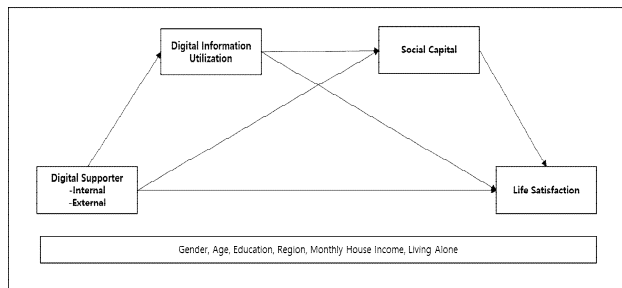 Digital Information
Utilization
Social Capital
Digital Supporter
-Internal
-External
Life Satisfaction
Gender, Age, Education, Region, Monthly House Income, Living Alone